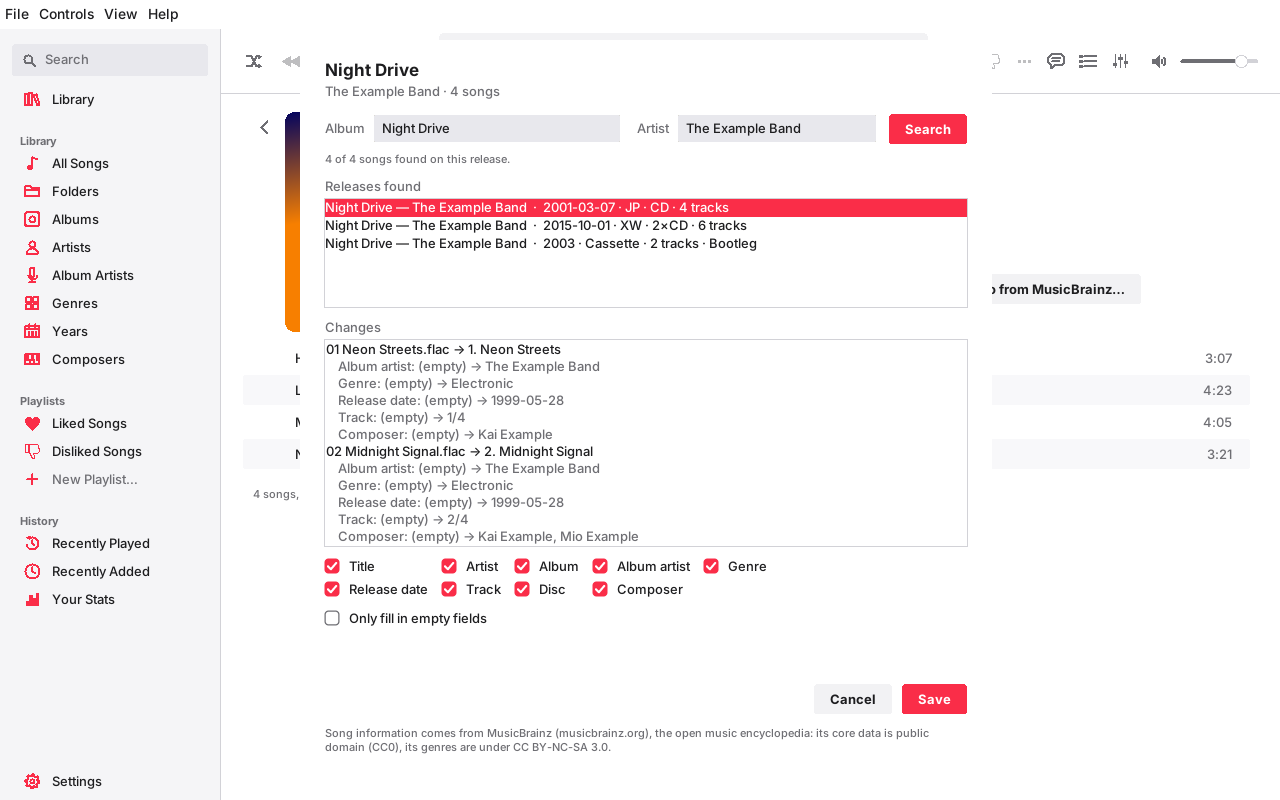 File Controls View Help
Search
Library
Library
All Songs
Folders
Albums
Artists
Album Artists
Genres
Years
Composers
Playlists
Liked Songs
Disliked Songs
New Playlist...
History
Recently Played
Recently Added
Your Stats
Settings
Night Drive
The Example Band · 4 songs
Album Night Drive Artist The Example Band Search
4 of 4 songs found on this release.
Releases found
Night Drive — The Example Band · 2001-03-07 · JP · CD · 4 tracks
Night Drive — The Example Band · 2015-10-01 · XW · 2×CD · 6 tracks
Night Drive — The Example Band · 2003 · Cassette · 2 tracks · Bootleg
Changes
01 Neon Streets.flac → 1. Neon Streets
Album artist: (empty) → The Example Band
Genre: (empty) → Electronic
Release date: (empty) → 1999-05-28
Track: (empty) → 1/4
Composer: (empty) → Kai Example
02 Midnight Signal.flac → 2. Midnight Signal
Album artist: (empty) → The Example Band
Genre: (empty) → Electronic
Release date: (empty) → 1999-05-28
Track: (empty) → 2/4
Composer: (empty) → Kai Example, Mio Example
Title Artist Album Album artist Genre
Release date Track Disc Composer
Only fill in empty fields
Cancel Save
Song information comes from MusicBrainz (musicbrainz.org), the open music encyclopedia: its core data is public
domain (CC0), its genres are under CC BY-NC-SA 3.0.
from MusicBrainz...
3:07
4:23
4:05
3:21
4 songs,